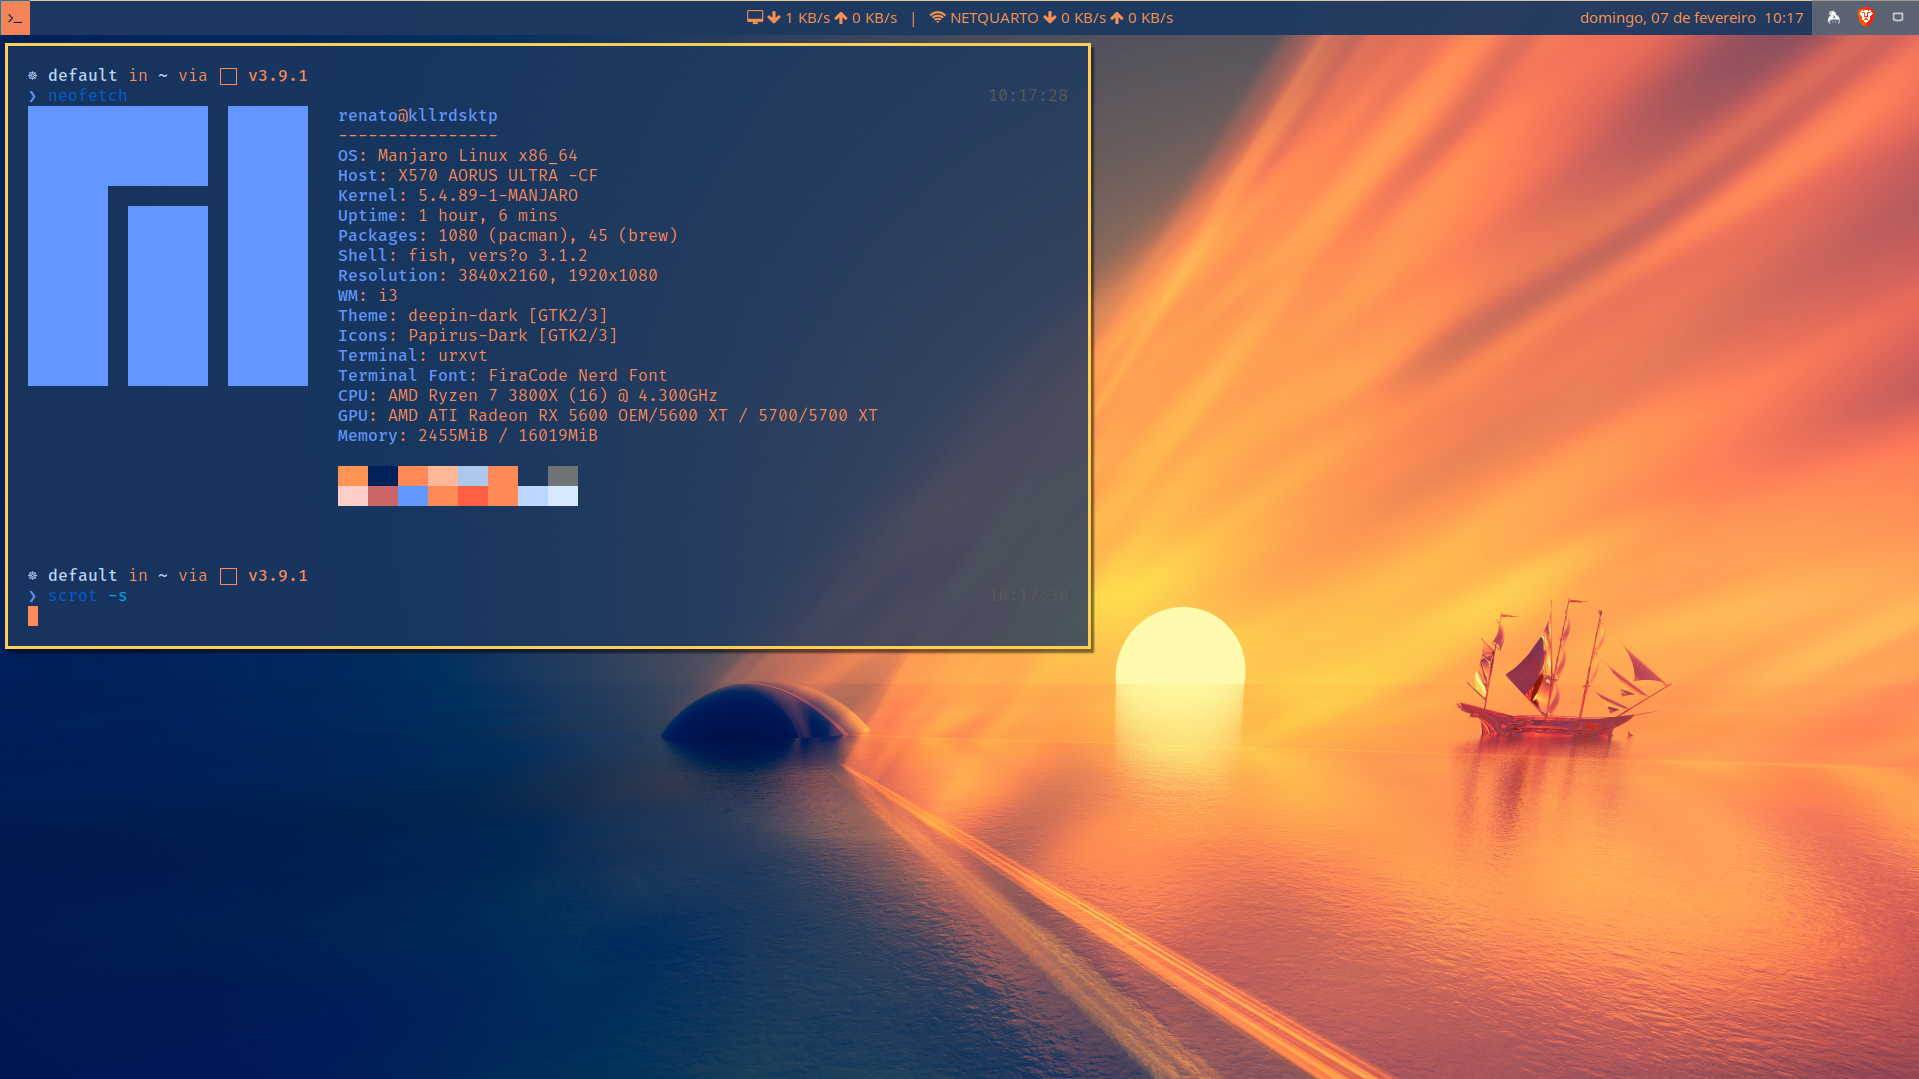 >_ 1 KB/s 0 KB/s | NETQUARTO 0 KB/s 0 KB/s domingo, 07 de fevereiro 10:17
default in ~ via v3.9.1
❯ neofetch 10:17:28
renato@kllrdsktp
----------------
OS: Manjaro Linux x86_64
Host: X570 AORUS ULTRA -CF
Kernel: 5.4.89-1-MANJARO
Uptime: 1 hour, 6 mins
Packages: 1080 (pacman), 45 (brew)
Shell: fish, vers?o 3.1.2
Resolution: 3840x2160, 1920x1080
WM: i3
Theme: deepin-dark [GTK2/3]
Icons: Papirus-Dark [GTK2/3]
Terminal: urxvt
Terminal Font: FiraCode Nerd Font
CPU: AMD Ryzen 7 3800X (16) @ 4.300GHz
GPU: AMD ATI Radeon RX 5600 OEM/5600 XT / 5700/5700 XT
Memory: 2455MiB / 16019MiB
default in ~ via v3.9.1
❯ scrot -s 10:17:30